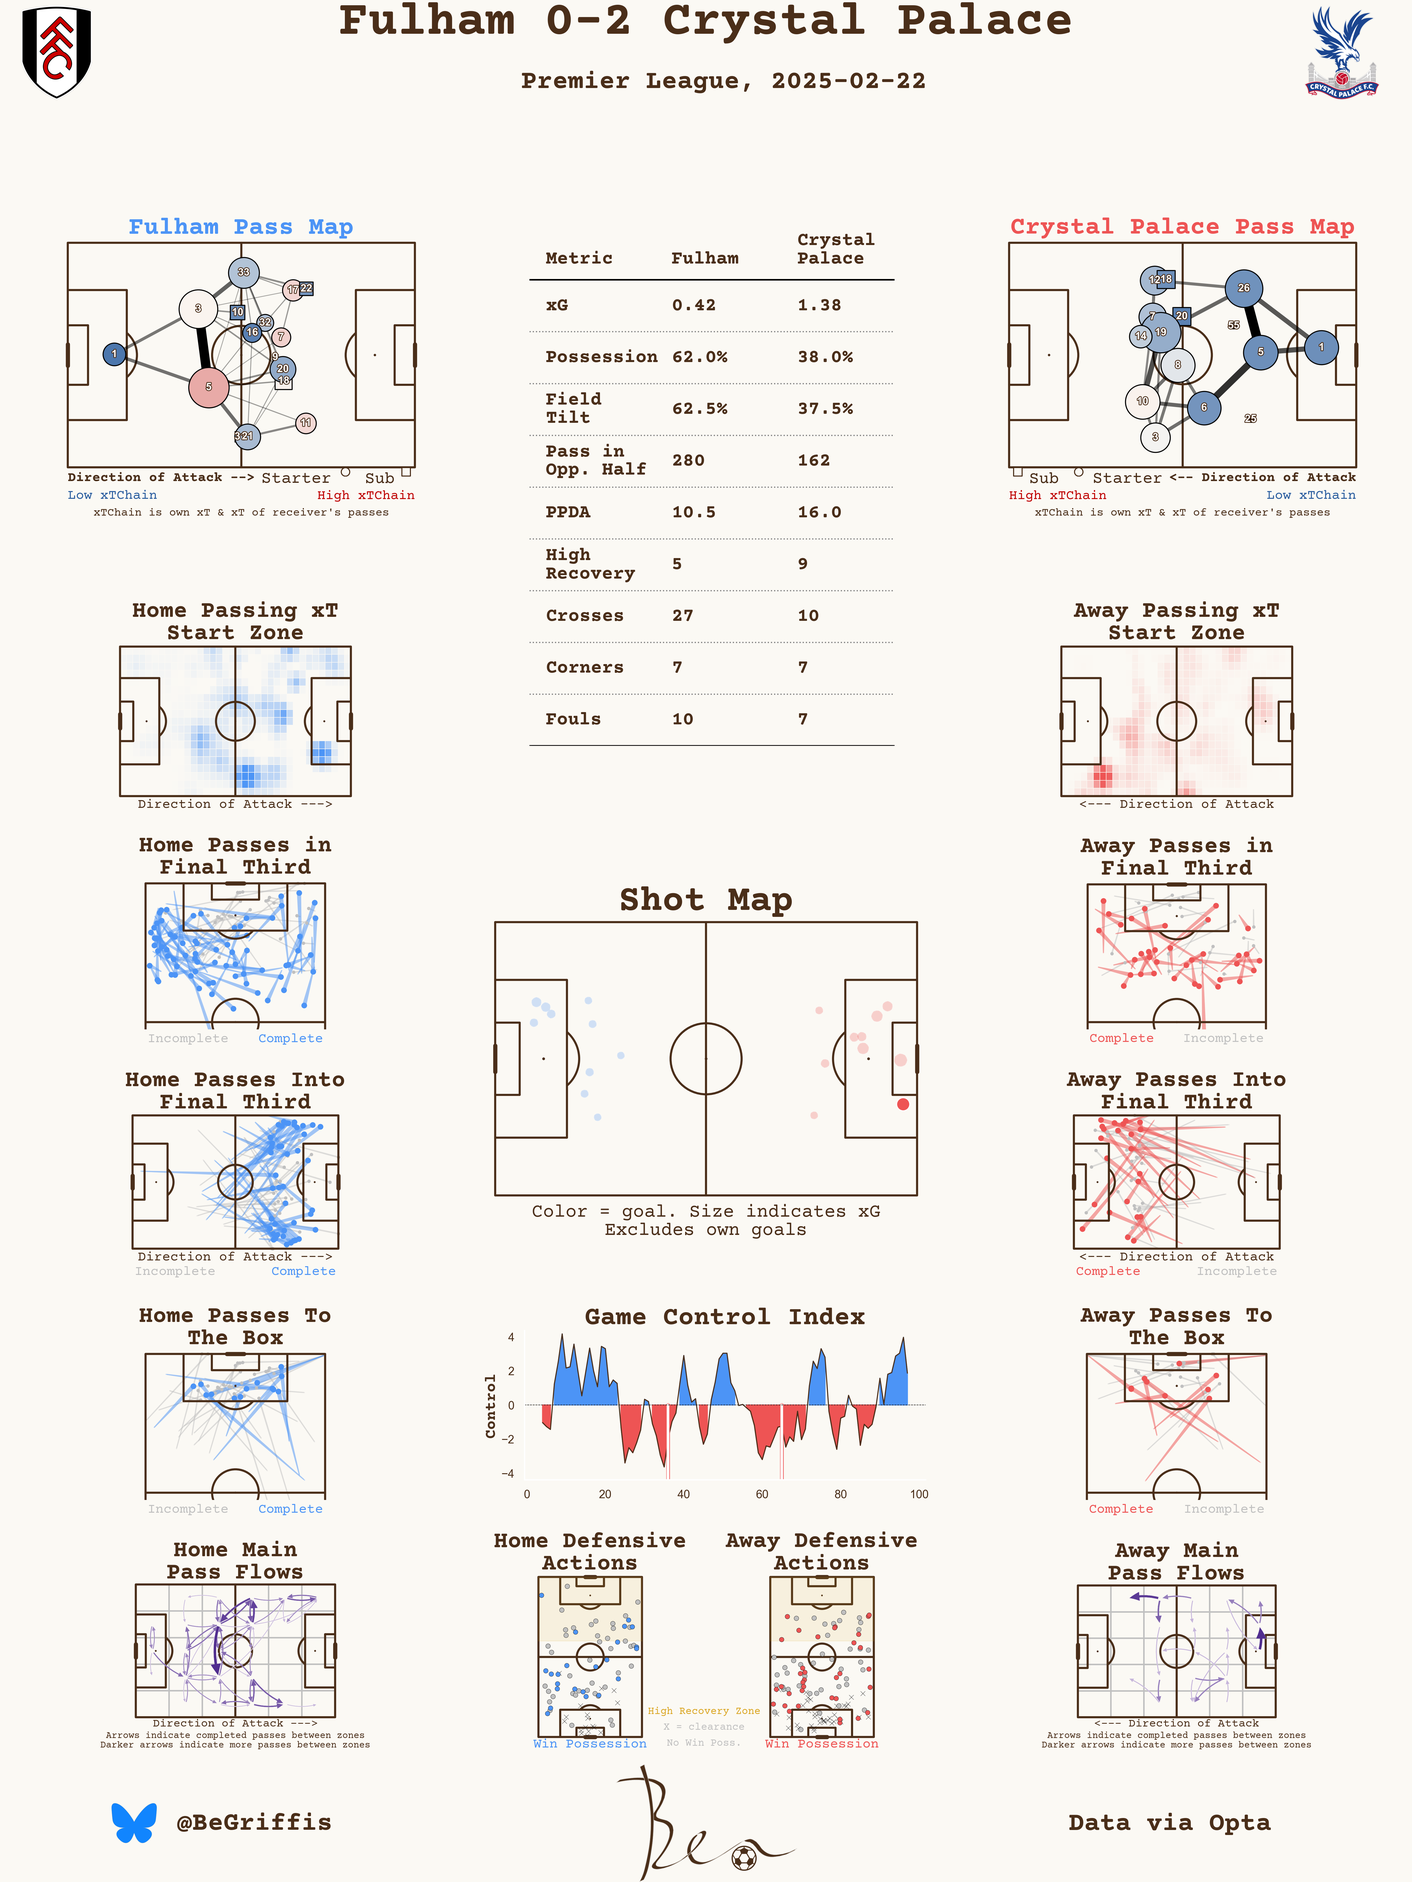 Fulham 0-2 Crystal Palace
Premier League, 2025-02-22
CRYSTAL PALACE F.C.
Fulham Pass Map
33
17
22
3
10
32
16
7
9
1
20
18
5
11
21
Direction of Attack --> Starter Sub
Low xTChain High xTChain
xTChain is own xT & xT of receiver's passes
Metric Fulham Crystal Palace
xG 0.42 1.38
Possession 62.0% 38.0%
Field Tilt 62.5% 37.5%
Pass in Opp. Half 280 162
PPDA 10.5 16.0
High Recovery 5 9
Crosses 27 10
Corners 7 7
Fouls 10 7
Crystal Palace Pass Map
12
18
26
7
20
55
19
14
5
1
8
10
6
25
3
Sub Starter <-- Direction of Attack
High xTChain Low xTChain
xTChain is own xT & xT of receiver's passes
Home Passing xT
Start Zone
Direction of Attack --->
Away Passing xT
Start Zone
<--- Direction of Attack
Home Passes in
Final Third
Incomplete Complete
Away Passes in
Final Third
Complete Incomplete
Shot Map
Color = goal. Size indicates xG
Excludes own goals
Home Passes Into
Final Third
Direction of Attack --->
Incomplete Complete
Away Passes Into
Final Third
<--- Direction of Attack
Complete Incomplete
Home Passes To
The Box
Incomplete Complete
Game Control Index
Control
4
2
0
−2
−4
0 20 40 60 80 100
Away Passes To
The Box
Complete Incomplete
Home Main
Pass Flows
Direction of Attack --->
Arrows indicate completed passes between zones
Darker arrows indicate more passes between zones
Home Defensive
Actions
Win Possession
High Recovery Zone
X = clearance
No Win Poss.
Away Defensive
Actions
Win Possession
Away Main
Pass Flows
<--- Direction of Attack
Arrows indicate completed passes between zones
Darker arrows indicate more passes between zones
@BeGriffis
Ben
Data via Opta